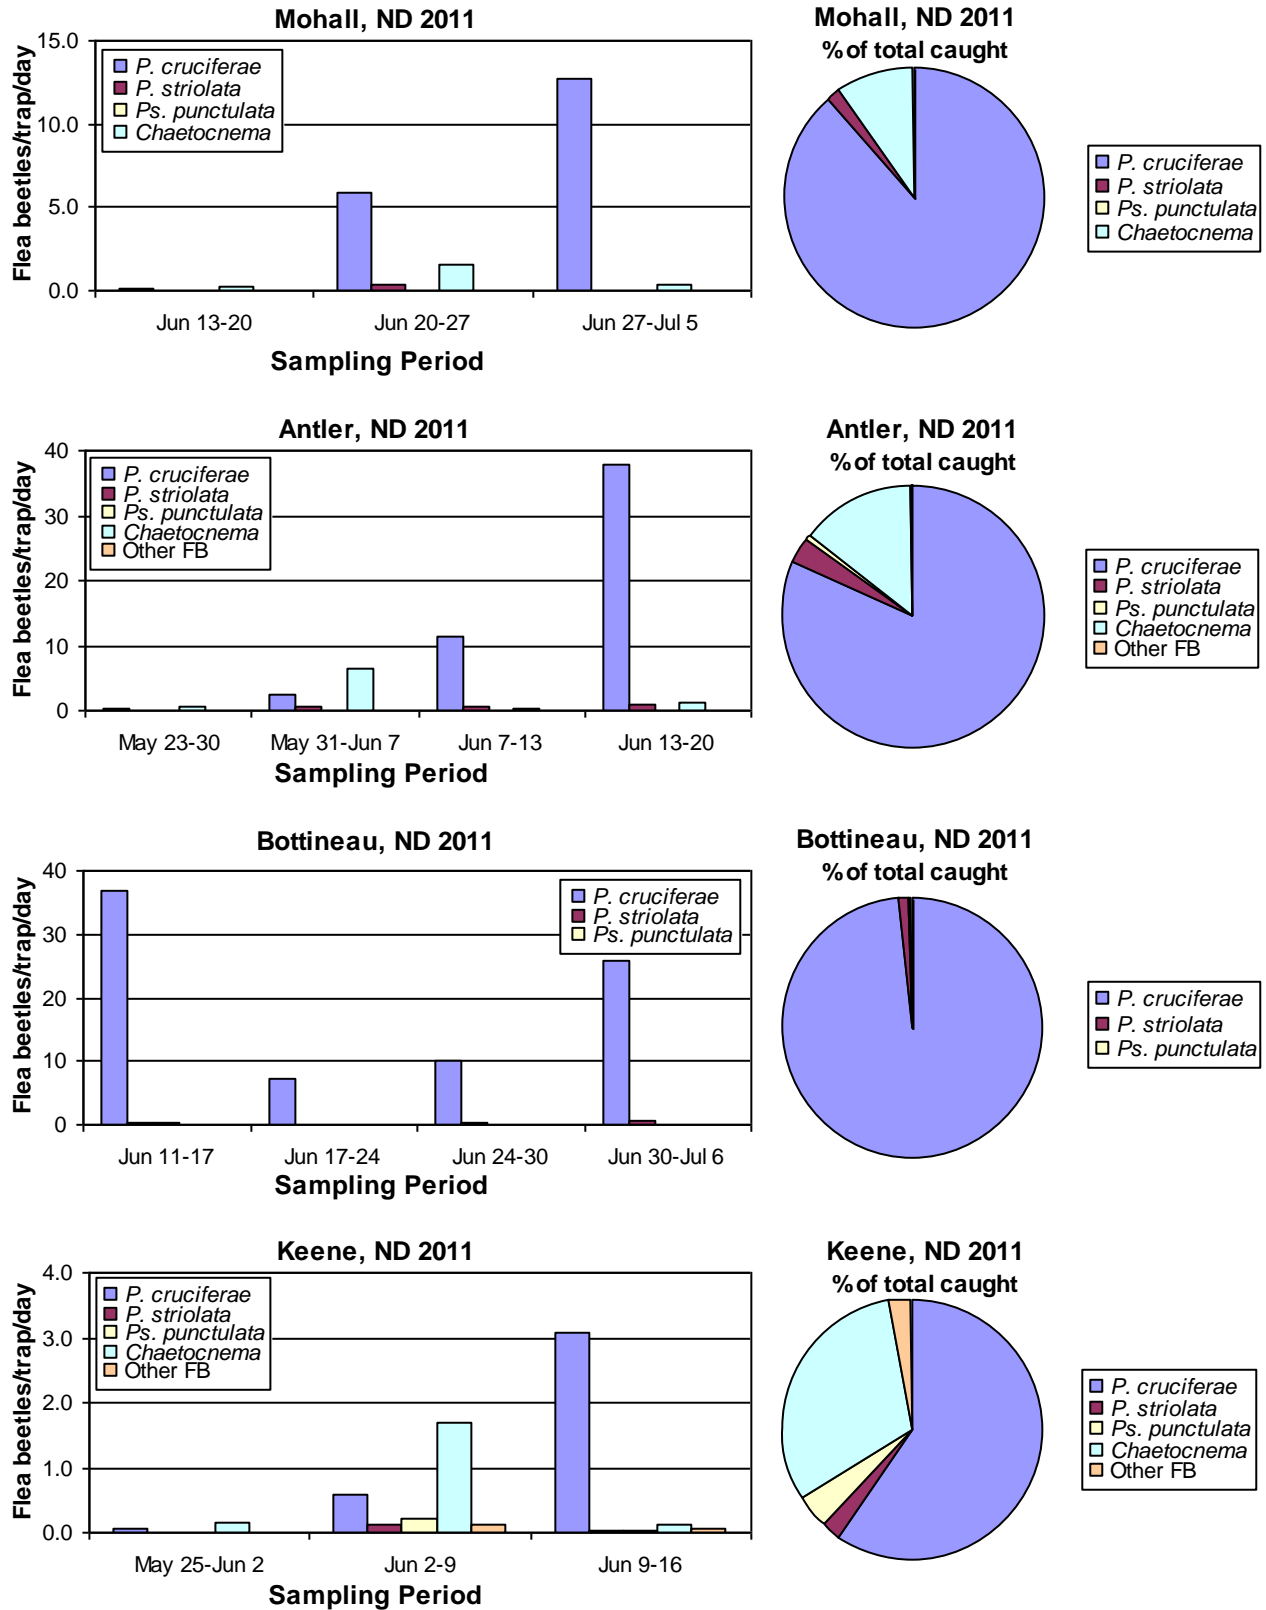 Mohall, ND 2011
Flea beetles/trap/day
15.0
10.0
5.0
0.0
P. cruciferae
P. striolata
Ps. punctulata
Chaetocnema
Jun 13-20 Jun 20-27 Jun 27-Jul 5
Sampling Period
Mohall, ND 2011
% of total caught
P. cruciferae
P. striolata
Ps. punctulata
Chaetocnema
Antler, ND 2011
Flea beetles/trap/day
40
30
20
10
0
P. cruciferae
P. striolata
Ps. punctulata
Chaetocnema
Other FB
May 23-30 May 31-Jun 7 Jun 7-13 Jun 13-20
Sampling Period
Antler, ND 2011
% of total caught
P. cruciferae
P. striolata
Ps. punctulata
Chaetocnema
Other FB
Bottineau, ND 2011
Flea beetles/trap/day
40
30
20
10
0
P. cruciferae
P. striolata
Ps. punctulata
Jun 11-17 Jun 17-24 Jun 24-30 Jun 30-Jul 6
Sampling Period
Bottineau, ND 2011
% of total caught
P. cruciferae
P. striolata
Ps. punctulata
Keene, ND 2011
Flea beetles/trap/day
4.0
3.0
2.0
1.0
0.0
P. cruciferae
P. striolata
Ps. punctulata
Chaetocnema
Other FB
May 25-Jun 2 Jun 2-9 Jun 9-16
Sampling Period
Keene, ND 2011
% of total caught
P. cruciferae
P. striolata
Ps. punctulata
Chaetocnema
Other FB